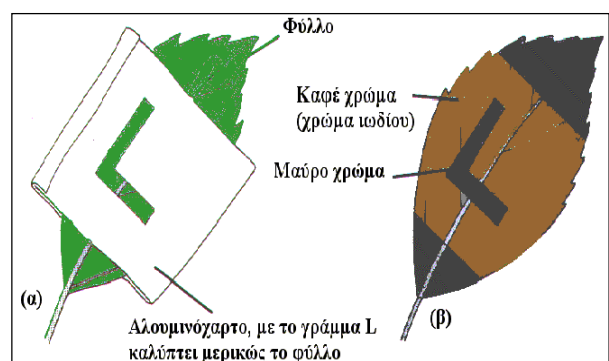 Φύλλο
Καφέ χρώμα
(χρώμα ιωδίου)
Μαύρο χρώμα
(α)
(β)
Αλουμινόχαρτο, με το γράμμα L
καλύπτει μερικώς το φύλλο